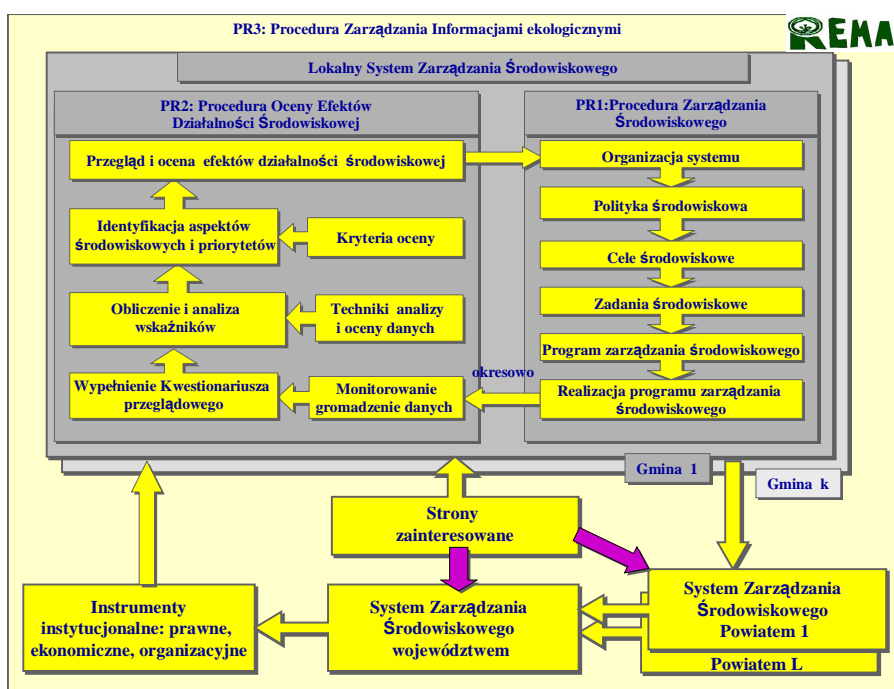 PR3: Procedura Zarządzania Informacjami ekologicznymi
REMA
Lokalny System Zarządzania Środowiskowego
PR2: Procedura Oceny Efektów
Działalności Środowiskowej
PR1:Procedura Zarządzania
Środowiskowego
Przegląd i ocena efektów działalności środowiskowej
Organizacja systemu
Identyfikacja aspektów
środowiskowych i priorytetów
Kryteria oceny
Polityka środowiskowa
Cele środowiskowe
Obliczenie i analiza
wskaźników
Techniki analizy
i oceny danych
Zadania środowiskowe
Program zarządzania środowiskowego
okresowo
Wypełnienie Kwestionariusza
przeglądowego
Monitorowanie
gromadzenie danych
Realizacja programu zarządzania
środowiskowego
Gmina 1
Gmina k
Strony
zainteresowane
Instrumenty
instytucjonalne: prawne,
ekonomiczne, organizacyjne
System Zarządzania
Środowiskowego
województwem
System Zarządzania
Środowiskowego
Powiatem 1
Powiatem L